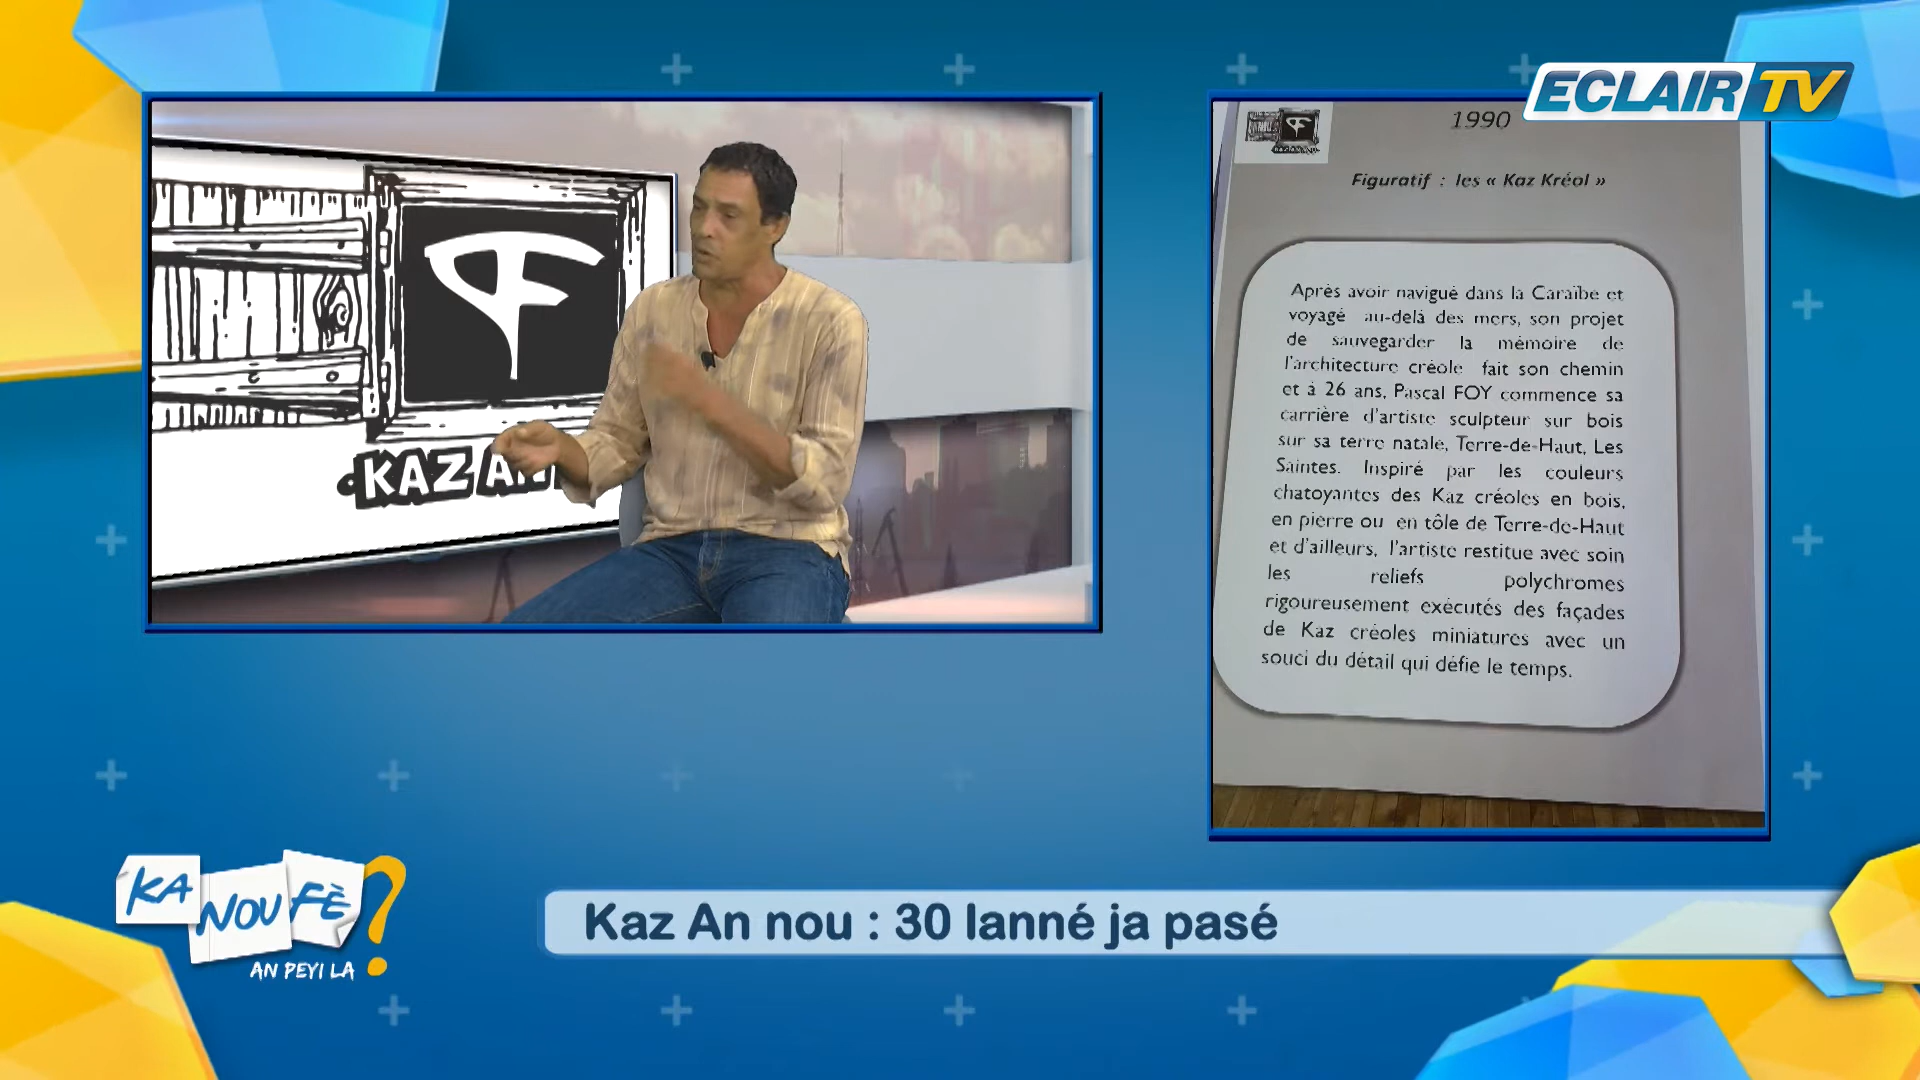 ECLAIR TV
KAZ AN
1990
Figuratif : les « Kaz Kréol »
Après avoir navigué dans la Caraïbe et
voyagé au-delà des mers, son projet
de sauvegarder la mémoire de
l'architecture créole fait son chemin
et à 26 ans, Pascal FOY commence sa
carrière d'artiste sculpteur sur bois
sur sa terre natale, Terre-de-Haut, Les
Saintes. Inspiré par les couleurs
chatoyantes des Kaz créoles en bois,
en pierre ou en tôle de Terre-de-Haut
et d'ailleurs, l'artiste restitue avec soin
les reliefs polychromes
rigoureusement exécutés des façades
de Kaz créoles miniatures avec un
souci du détail qui défie le temps.
KA NOU FÈ ?
AN PEYI LA
Kaz An nou : 30 lanné ja pasé